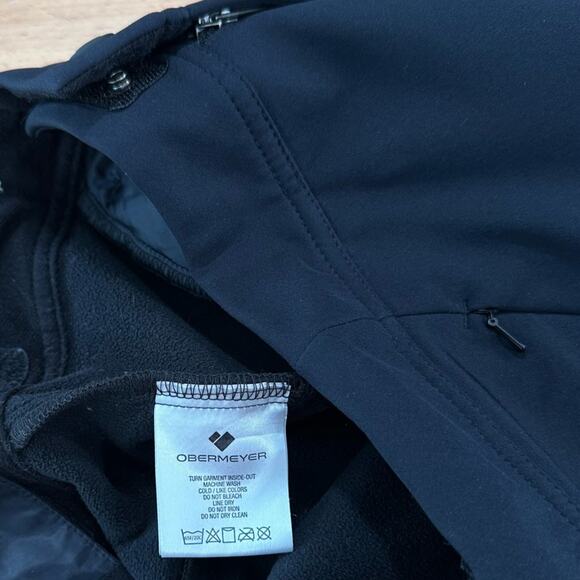 OBERMEYER
TURN GARMENT INSIDE-OUT
MACHINE WASH
COLD / LIKE COLORS
DO NOT BLEACH
LINE DRY
DO NOT IRON
DO NOT DRY CLEAN